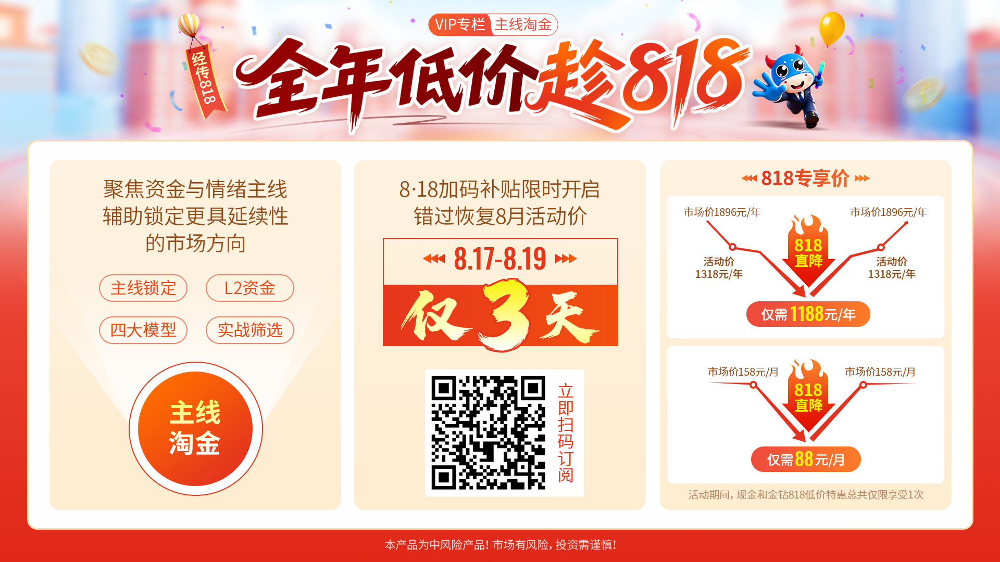 VIP专栏 主线淘金
经传818
全年低价趁818
聚焦资金与情绪主线
辅助锁定更具延续性
的市场方向
主线锁定
L2资金
四大模型
实战筛选
主线
淘金
8·18加码补贴限时开启
错过恢复8月活动价
8.17-8.19
仅3天
立即扫码订阅
818专享价
市场价1896元/年
市场价1896元/年
818
直降
活动价
1318元/年
活动价
1318元/年
仅需1188元/年
市场价158元/月
市场价158元/月
818
直降
仅需88元/月
活动期间，现金和金钻818低价特惠总共仅限享受1次
本产品为中风险产品！市场有风险，投资需谨慎！